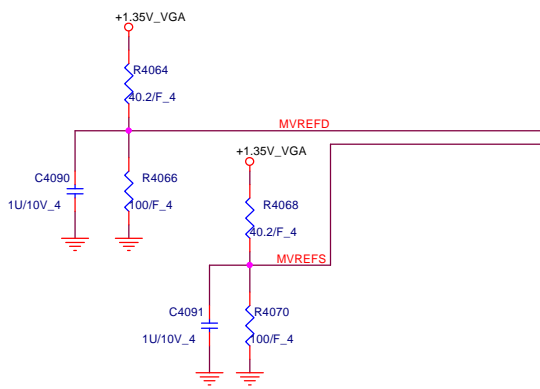 +1.35V_VGA
R4064
40.2/F_4
MVREFD
+1.35V_VGA
C4090
R4066
1U/10V_4
100/F_4
R4068
40.2/F_4
MVREFS
C4091
R4070
1U/10V_4
100/F_4